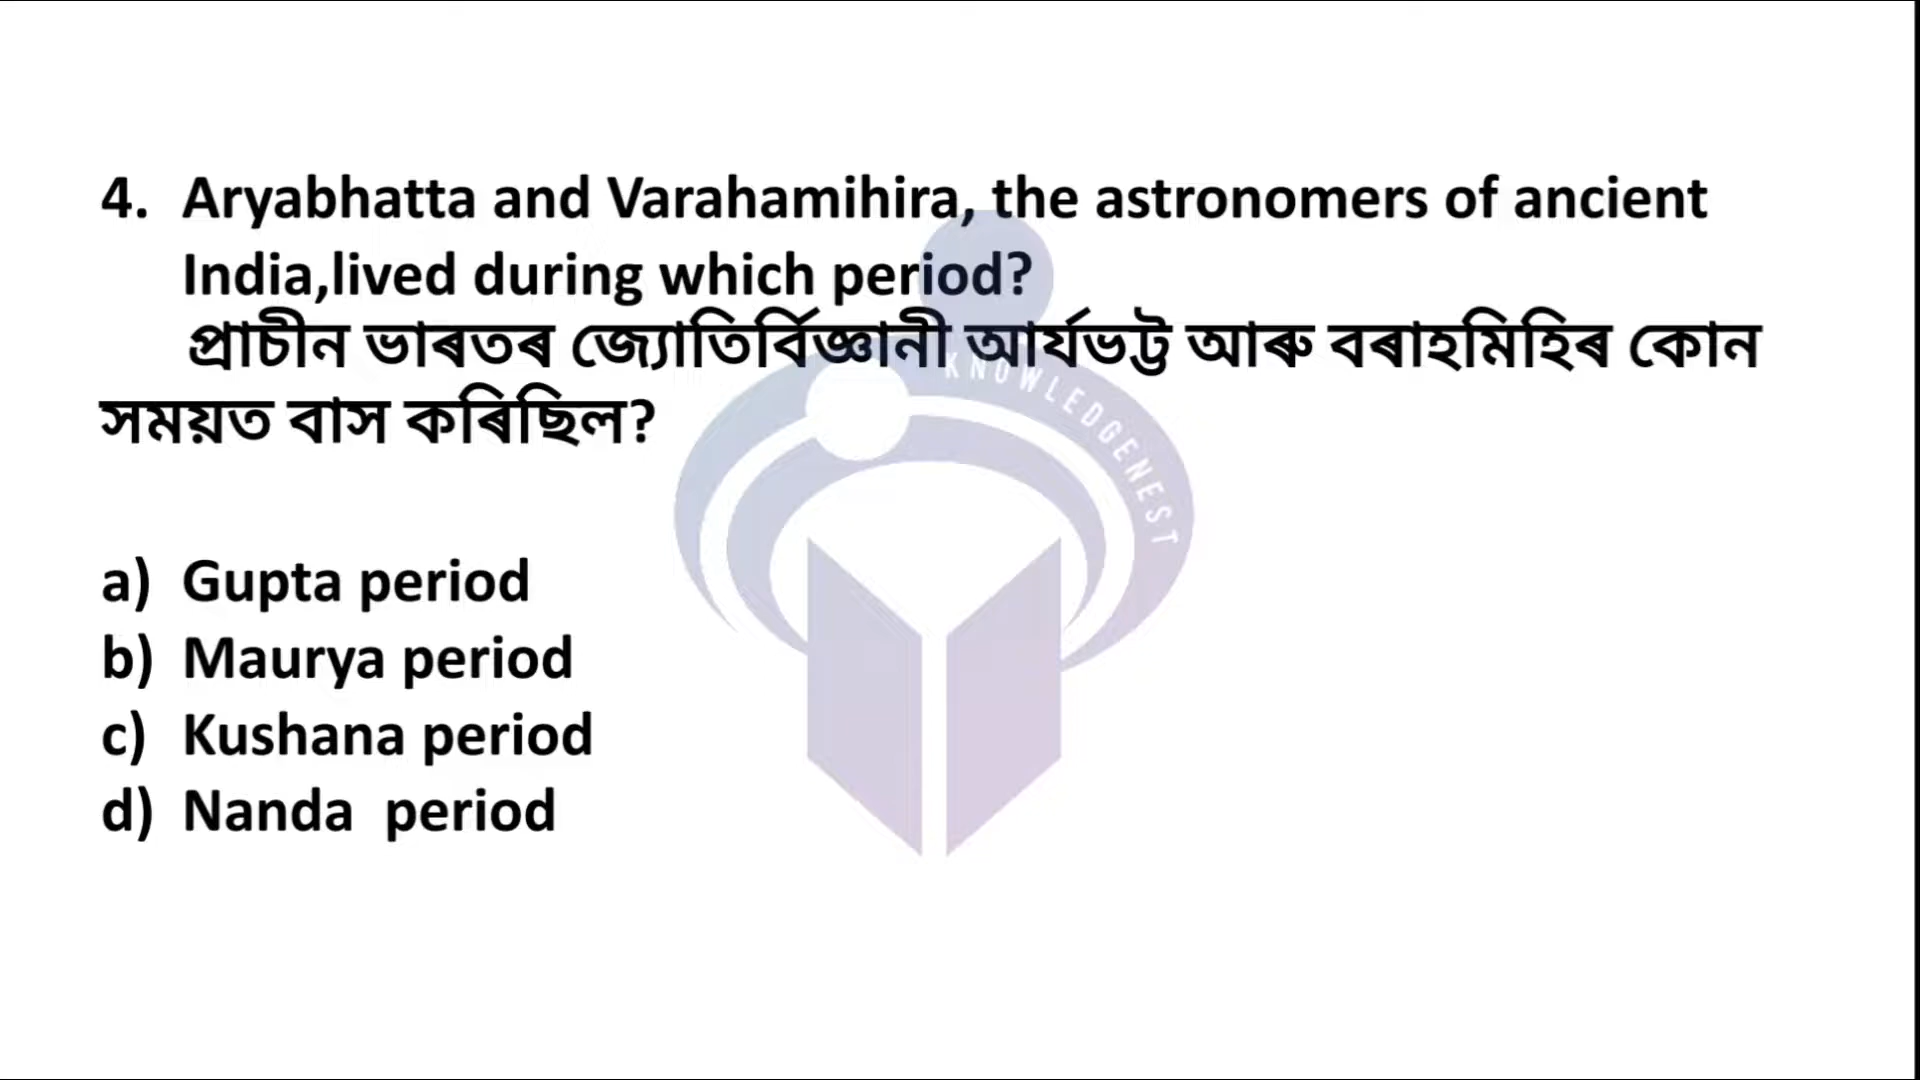 4. Aryabhatta and Varahamihira, the astronomers of ancient
India,lived during which period?
প্ৰাচীন ভাৰতৰ জ্যোতিৰ্বিজ্ঞানী আৰ্যভট্ট আৰু বৰাহমিহিৰ কোন
সময়ত বাস কৰিছিল?
KNOWLEDGENEST
a) Gupta period
b) Maurya period
c) Kushana period
d) Nanda period